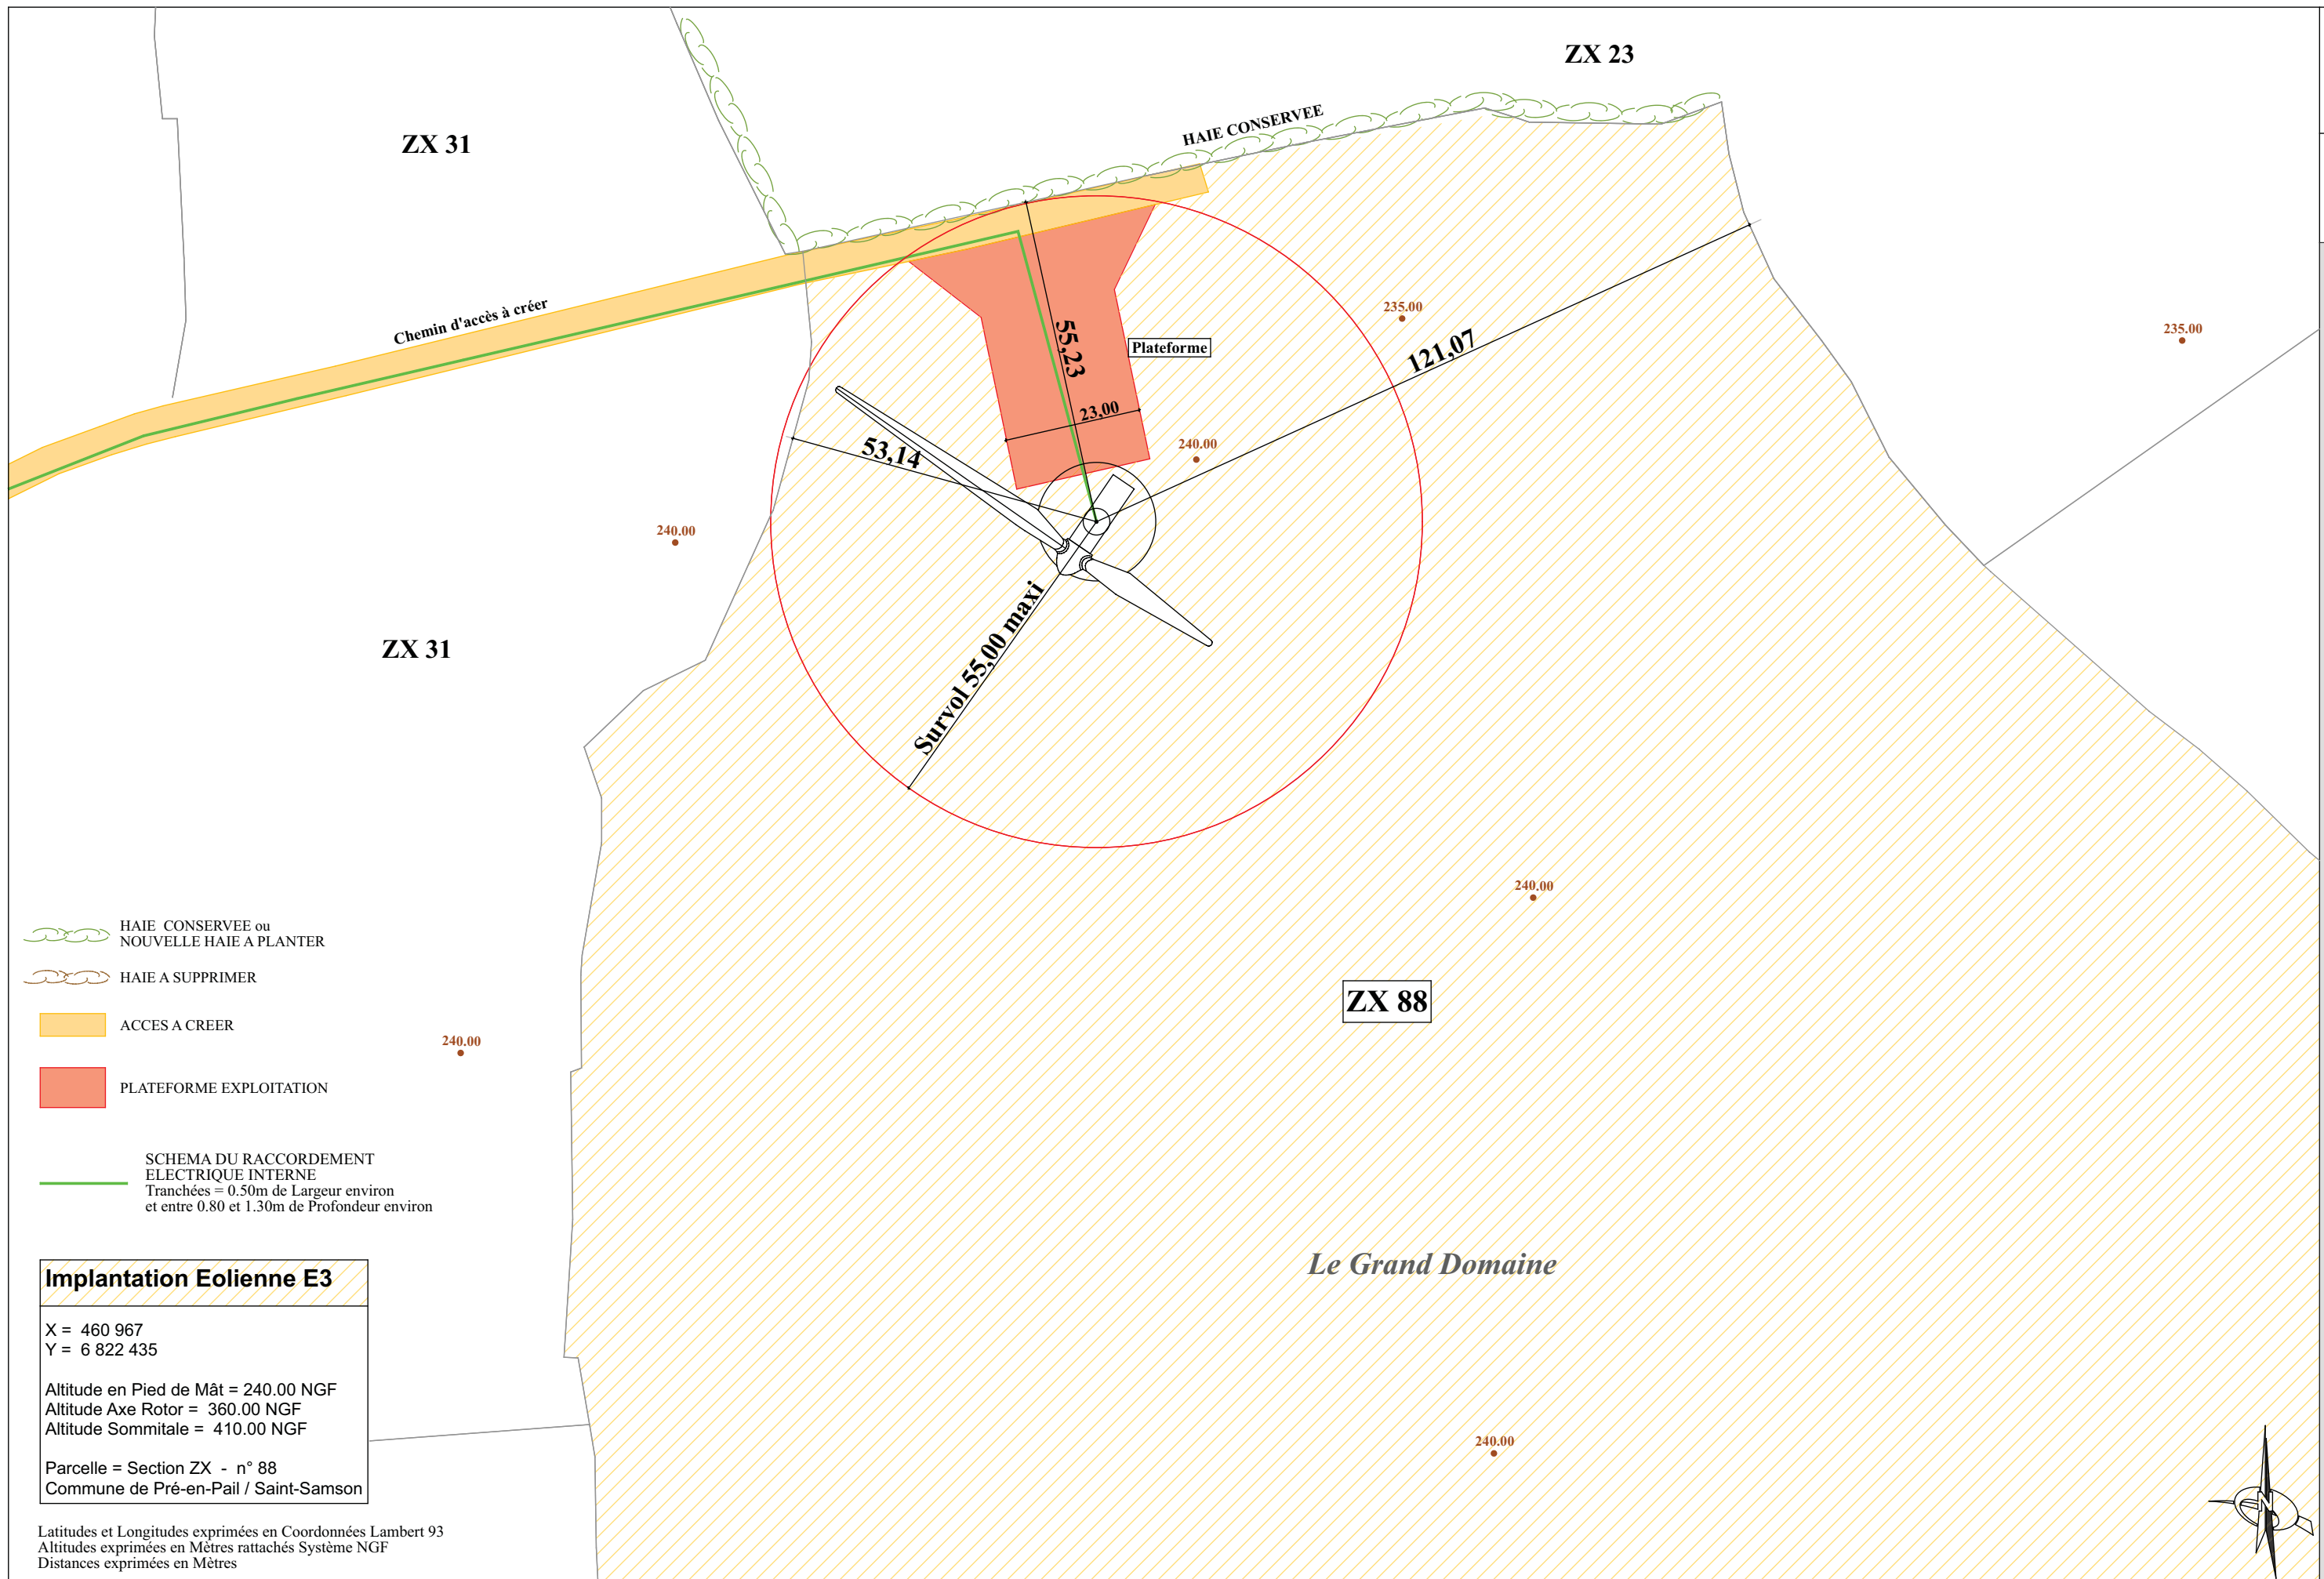 ZX 23
HAIE CONSERVEE
ZX 31
Chemin d'accès à créer
55,23
Plateforme
235.00
121,07
235.00
23,00
53,14
240.00
240.00
Survol 55,00 maxi
ZX 31
240.00
ZX 88
240.00
Le Grand Domaine
240.00
HAIE CONSERVEE ou
NOUVELLE HAIE A PLANTER
HAIE A SUPPRIMER
ACCES A CREER
PLATEFORME EXPLOITATION
SCHEMA DU RACCORDEMENT
ELECTRIQUE INTERNE
Tranchées = 0.50m de Largeur environ
et entre 0.80 et 1.30m de Profondeur environ
Implantation Eolienne E3
X = 460 967
Y = 6 822 435
Altitude en Pied de Mât = 240.00 NGF
Altitude Axe Rotor = 360.00 NGF
Altitude Sommitale = 410.00 NGF
Parcelle = Section ZX - n° 88
Commune de Pré-en-Pail / Saint-Samson
Latitudes et Longitudes exprimées en Coordonnées Lambert 93
Altitudes exprimées en Mètres rattachés Système NGF
Distances exprimées en Mètres
N